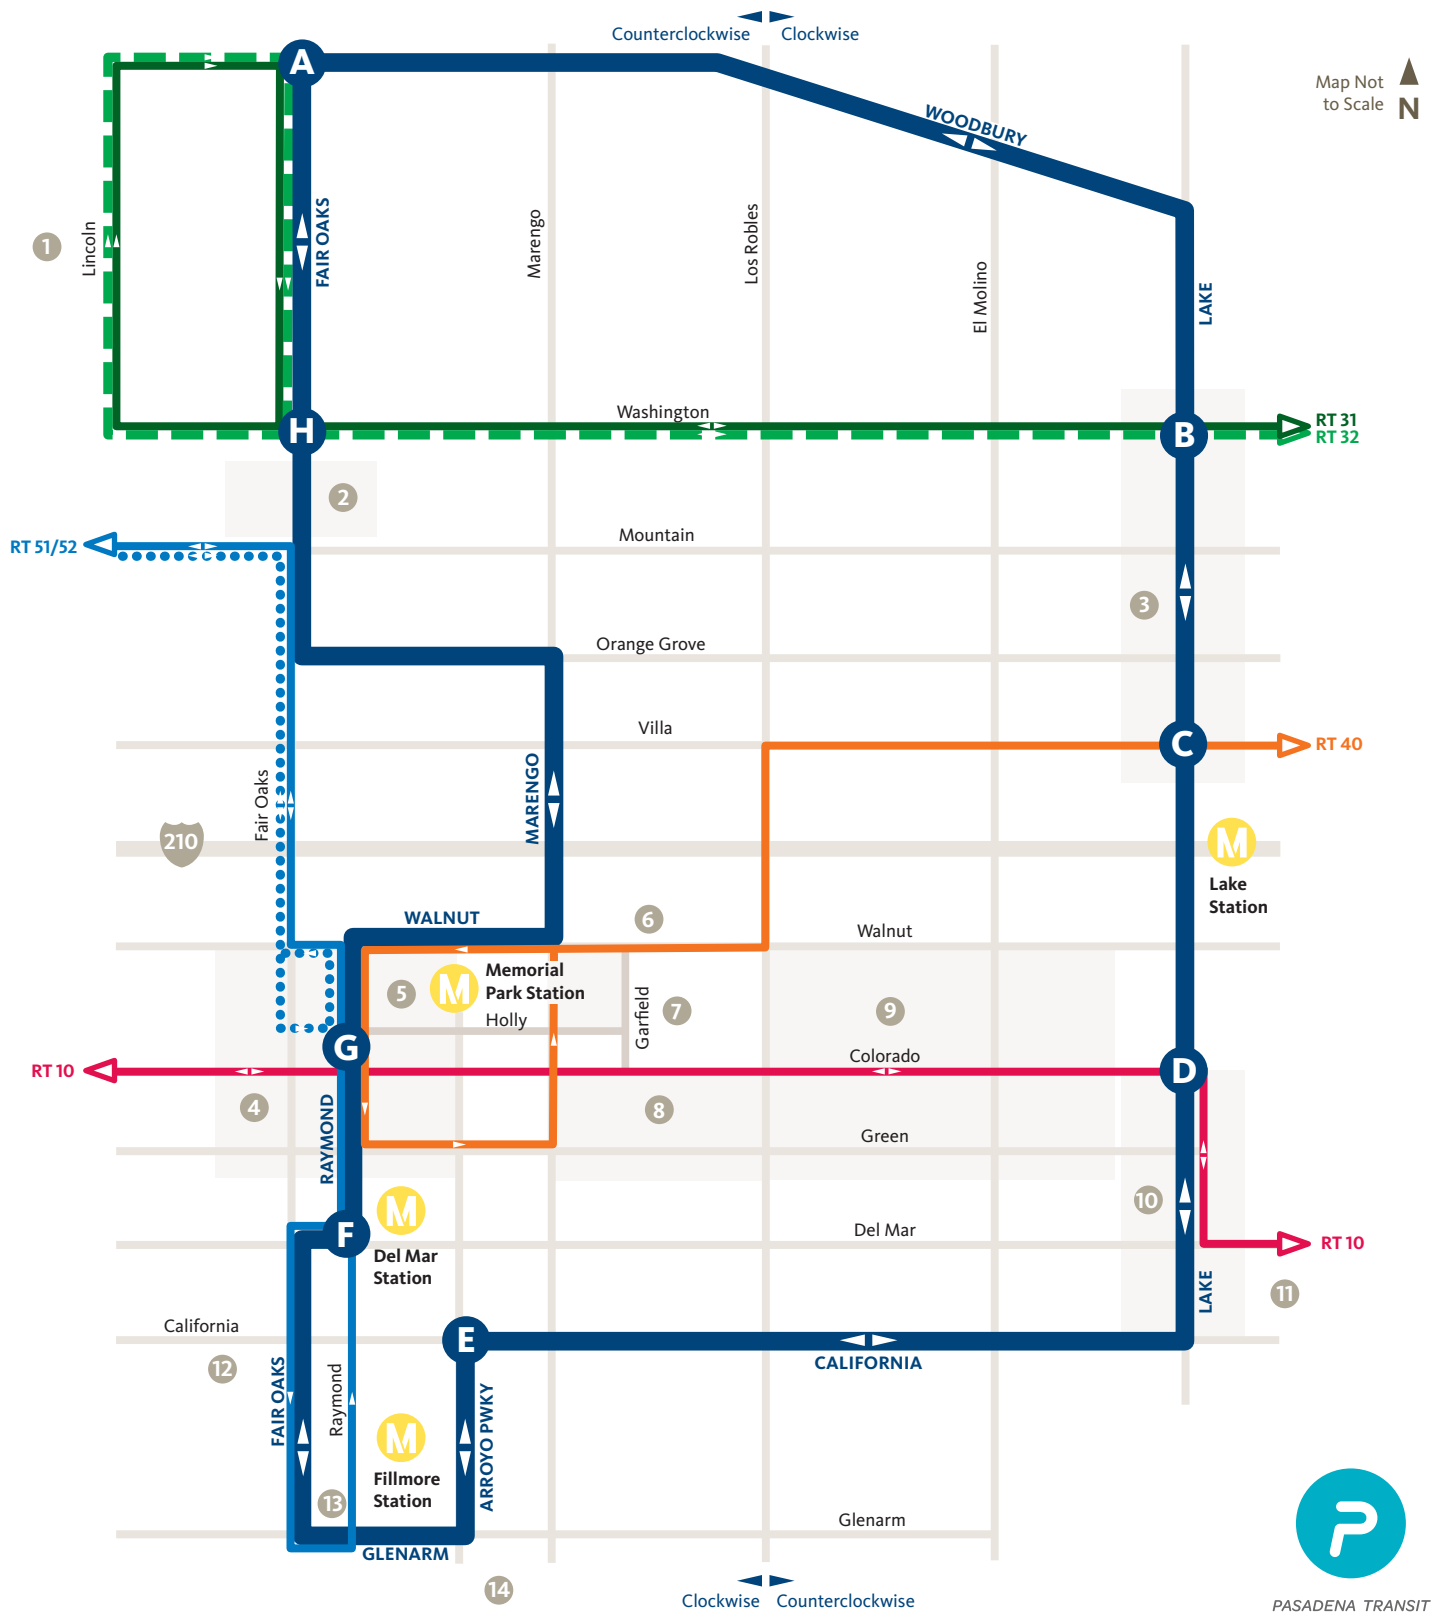 Counterclockwise
Clockwise
Map Not
to Scale
N
A
WOODBURY
1
Lincoln
FAIR OAKS
Marengo
Los Robles
El Molino
LAKE
Washington
H
B
RT 31
RT 32
2
Mountain
RT 51/52
3
Orange Grove
Villa
C
RT 40
Fair Oaks
MARENGO
210
M
Lake
Station
WALNUT
6
Walnut
5
M
Memorial
Park Station
Holly
Garfield
7
9
G
Colorado
RT 10
D
4
8
RAYMOND
Green
10
M
F
Del Mar
Del Mar
Station
RT 10
LAKE
11
California
E
CALIFORNIA
12
FAIR OAKS
Raymond
M
Fillmore
Station
ARROYO PWKY
13
Glenarm
GLENARM
14
Clockwise
Counterclockwise
P
PASADENA TRANSIT